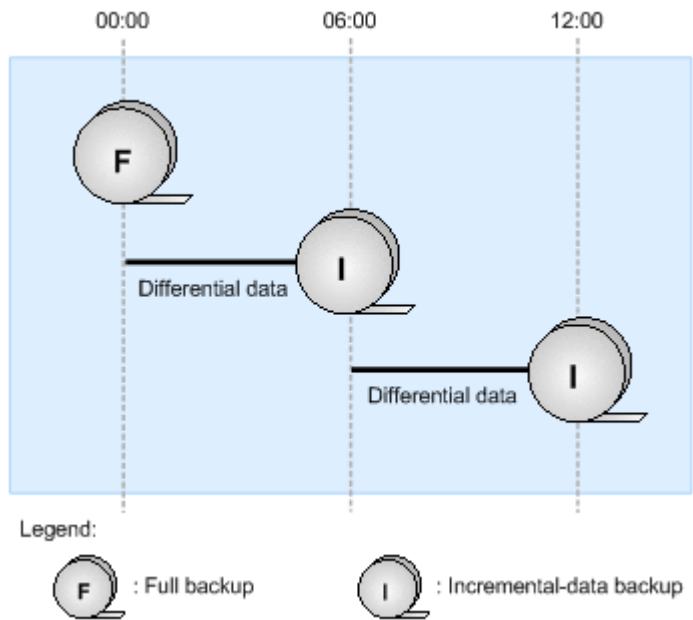 00:00 06:00 12:00
F
I
Differential data
I
Differential data
Legend:
F : Full backup I : Incremental-data backup